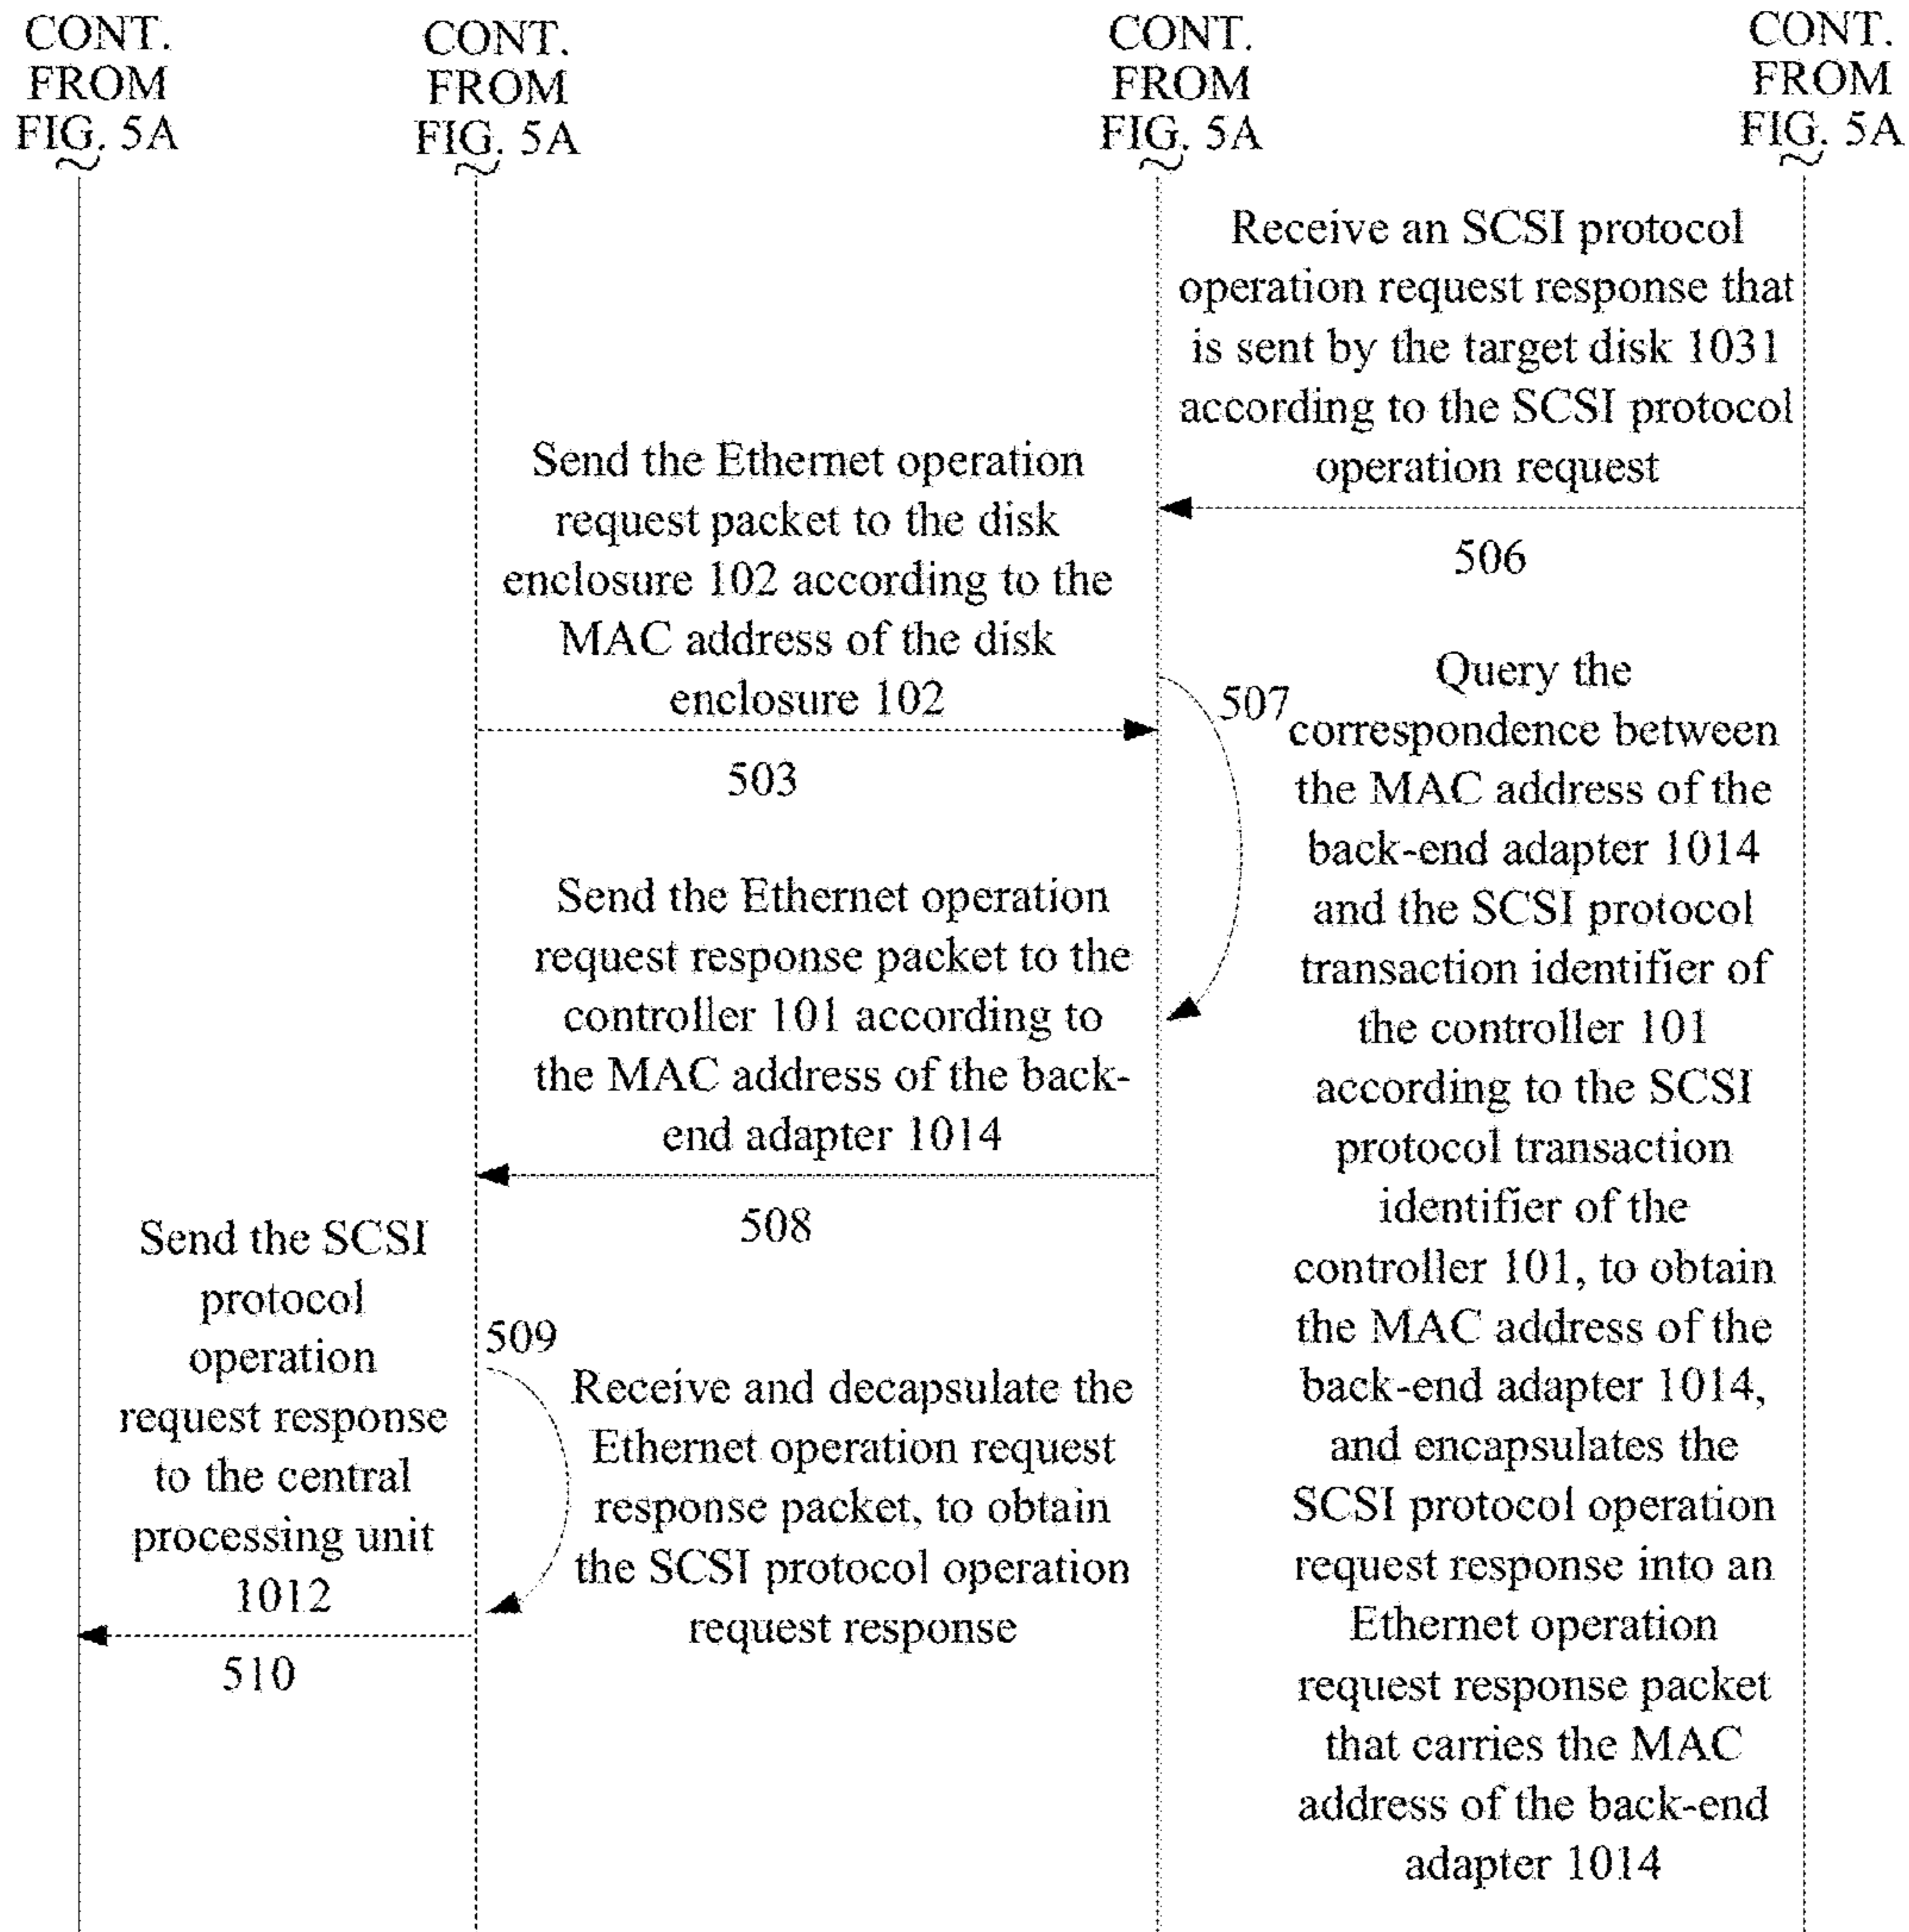 CONT.
FROM
FIG. 5A
CONT.
FROM
FIG. 5A
CONT.
FROM
FIG. 5A
CONT.
FROM
FIG. 5A
Receive an SCSI protocol
operation request response that
is sent by the target disk 1031
according to the SCSI protocol
operation request
506
Send the Ethernet operation
request packet to the disk
enclosure 102 according to the
MAC address of the disk
enclosure 102
503
507
Query the
correspondence between
the MAC address of the
back-end adapter 1014
and the SCSI protocol
transaction identifier of
the controller 101
according to the SCSI
protocol transaction
identifier of the
controller 101, to obtain
the MAC address of the
back-end adapter 1014,
and encapsulates the
SCSI protocol operation
request response into an
Ethernet operation
request response packet
that carries the MAC
address of the back-end
adapter 1014
Send the Ethernet operation
request response packet to the
controller 101 according to
the MAC address of the back-
end adapter 1014
508
509
Receive and decapsulate the
Ethernet operation request
response packet, to obtain
the SCSI protocol operation
request response
Send the SCSI
protocol
operation
request response
to the central
processing unit
1012
510